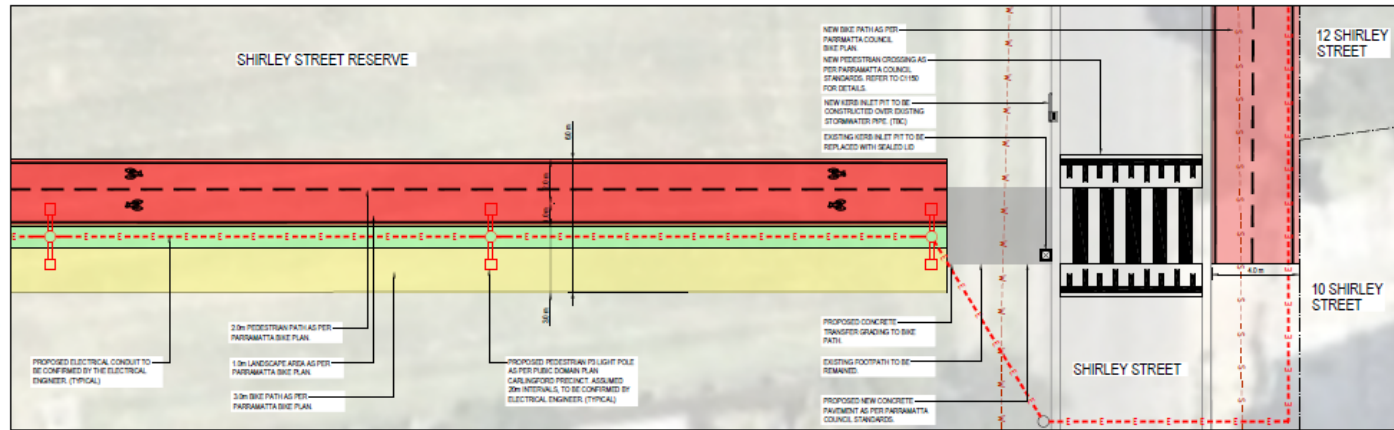 SHIRLEY STREET RESERVE
NEW BIKE PATH AS PER
PARRMATTA COUNCIL
BIKE PLAN.
NEW PEDESTRIAN CROSSING AS
PER PARRAMATTA COUNCIL
STANDARDS. REFER TO C1150
FOR DETAILS.
NEW KERB INLET PIT TO BE
CONSTRUCTED OVER EXISTING
STORMWATER PIPE. (TBC)
EXISTING KERB INLET PIT TO BE
REPLACED WITH SEALED LID
12 SHIRLEY
STREET
4.0 m
10 SHIRLEY
STREET
PROPOSED ELECTRICAL CONDUIT TO
BE CONFIRMED BY THE ELECTRICAL
ENGINEER. (TYPICAL)
2.0m PEDESTRIAN PATH AS PER
PARRAMATTA BIKE PLAN.
1.0m LANDSCAPE AREA AS PER
PARRAMATTA BIKE PLAN.
3.0m BIKE PATH AS PER
PARRAMATTA BIKE PLAN.
PROPOSED PEDESTRIAN P3 LIGHT POLE
AS PER PUBIC DOMAIN PLAN
CARLINGFORD PRECINCT. ASSUMED
20m INTERVALS, TO BE CONFIRMED BY
ELECTRICAL ENGINEER. (TYPICAL)
PROPOSED CONCRETE
TRANSFER GRADING TO BIKE
PATH.
EXISTING FOOTPATH TO BE
REMAINED.
PROPOSED NEW CONCRETE
PAVEMENT AS PER PARRAMATTA
COUNCIL STANDARDS.
SHIRLEY STREET